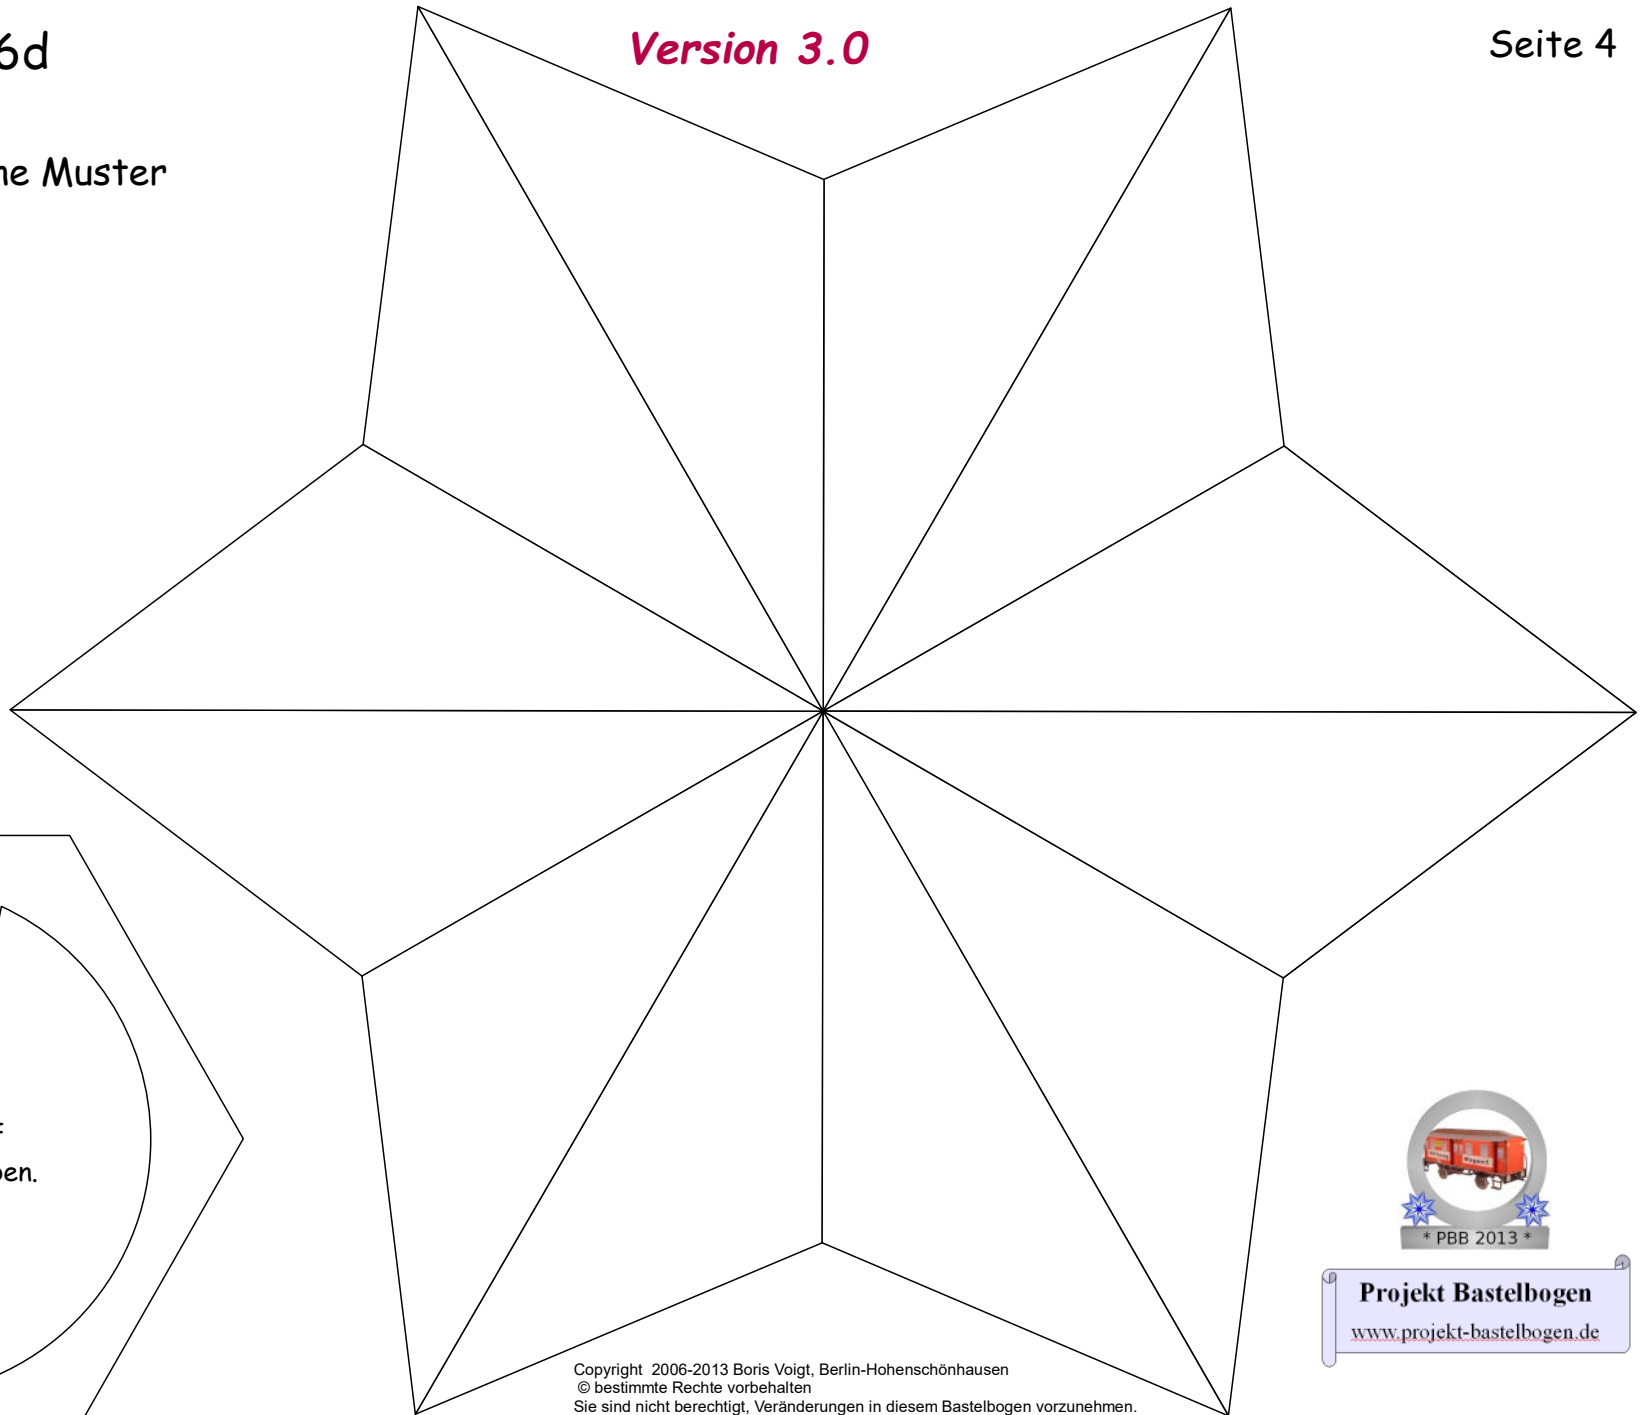 6d
Version 3.0
Seite 4
ne Muster
pen.
* PBB 2013 *
Projekt Bastelbogen
www.projekt-bastelbogen.de
Copyright  2006-2013 Boris Voigt, Berlin-Hohenschönhausen
© bestimmte Rechte vorbehalten
Sie sind nicht berechtigt, Veränderungen in diesem Bastelbogen vorzunehmen.